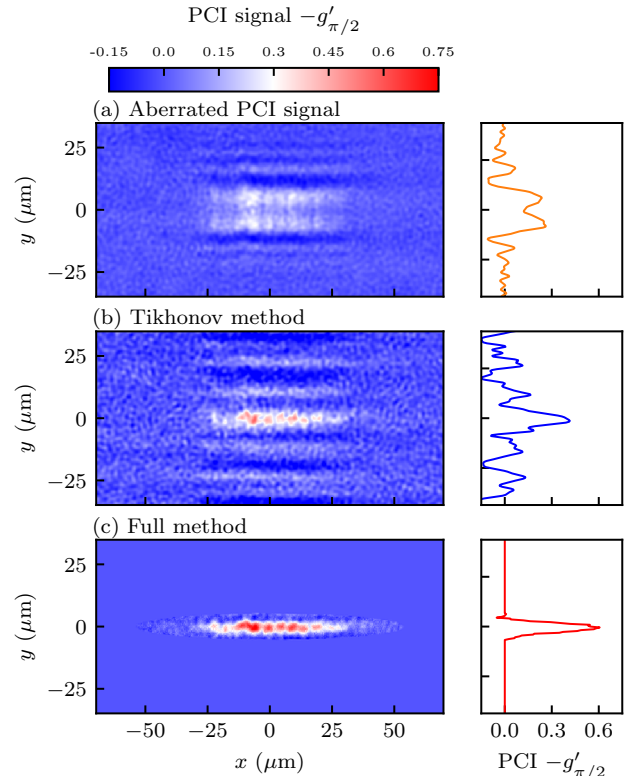 PCI signal −g′π/2
-0.15 0.0 0.15 0.3 0.45 0.6 0.75
(a) Aberrated PCI signal
25
0
−25
y (μm)
(b) Tikhonov method
25
0
−25
y (μm)
(c) Full method
25
0
−25
y (μm)
−50 −25 0 25 50
x (μm)
0.0 0.3 0.6
PCI −g′π/2